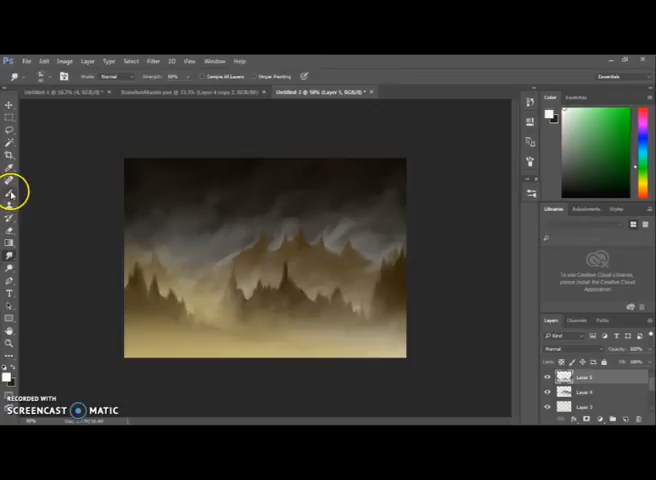 Ps File Edit Image Layer Type Select Filter 3D View Window Help
Mode: Normal Strength: Sample All Layers Finger Painting Essentials
Untitled-1 @ 16.7% (4, RGB/8) * × Untitled-2 @ 50% (Layer 5, RGB/8) * ×
Color Swatches
Libraries Adjustments Styles
To use Creative Cloud Libraries,
please install the Creative Cloud
Application.
Layers Channels Paths
Kind
Normal Opacity: 100%
Lock: Fill: 100%
Layer 5
Layer 4
Layer 3
RECORDED WITH
SCREENCAST MATIC